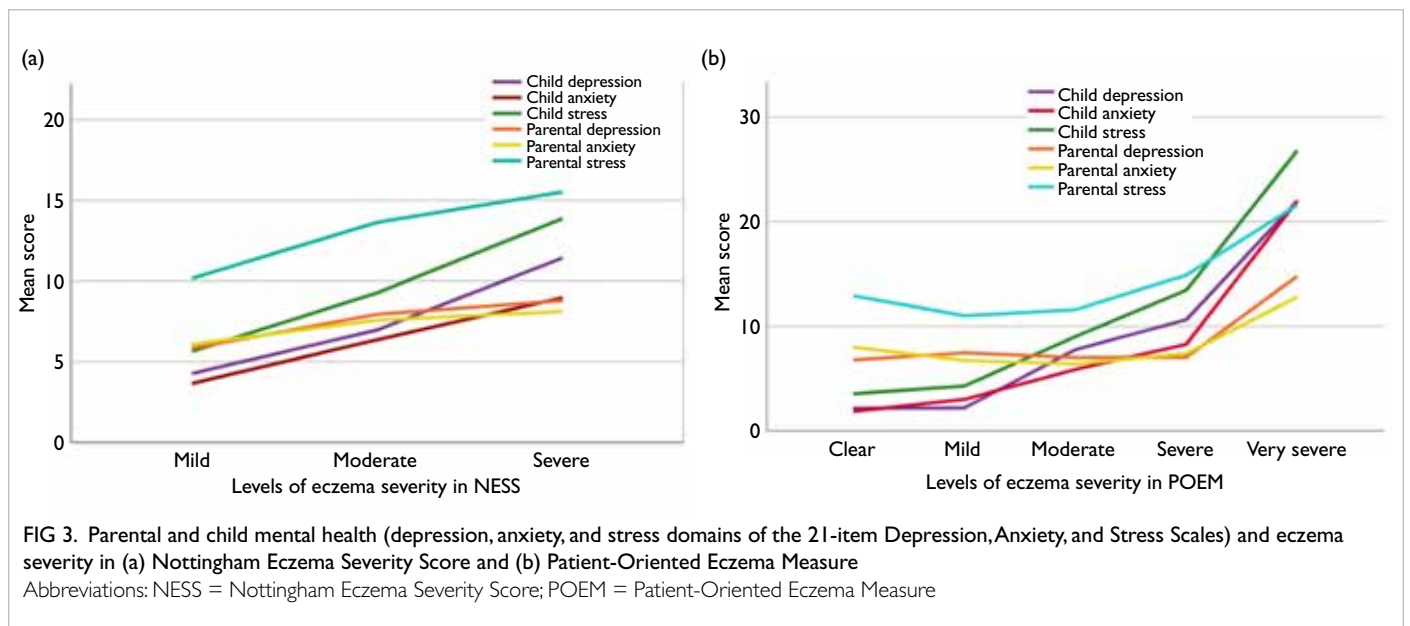 (a)
Child depression
Child anxiety
Child stress
Parental depression
Parental anxiety
Parental stress
20
15
10
5
0
Mean score
Mild Moderate Severe
Levels of eczema severity in NESS
(b)
Child depression
Child anxiety
Child stress
Parental depression
Parental anxiety
Parental stress
30
20
10
0
Mean score
Clear Mild Moderate Severe Very severe
Levels of eczema severity in POEM
FIG 3. Parental and child mental health (depression, anxiety, and stress domains of the 21-item Depression, Anxiety, and Stress Scales) and eczema
severity in (a) Nottingham Eczema Severity Score and (b) Patient-Oriented Eczema Measure
Abbreviations: NESS = Nottingham Eczema Severity Score; POEM = Patient-Oriented Eczema Measure